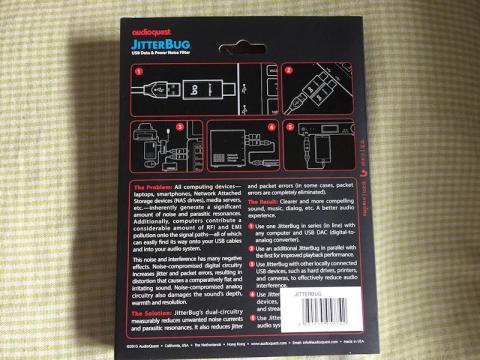 audioquest
JITTERBUG
USB Data & Power Noise Filter
1
2
3
4
5
The Problem: All computing devices—
laptops, smartphones, Network Attached
Storage devices (NAS drives), media servers,
etc.—inherently generate a significant
amount of noise and parasitic resonances.
Additionally, computers contribute a
considerable amount of RFI and EMI
pollution onto the signal paths—all of which
can easily find its way onto your USB cables
and into your audio system.
This noise and interference has many negative
effects. Noise-compromised digital circuitry
increases jitter and packet errors, resulting in
distortion that causes a comparatively flat and
irritating sound. Noise-compromised analog
circuitry also damages the sound's depth,
warmth and resolution.
The Solution: JitterBug's dual-circuitry
measurably reduces unwanted noise currents
and parasitic resonances. It also reduces jitter
and packet errors (in some cases, packet
errors are completely eliminated).
The Result: Clearer and more compelling
sound, music, dialog, etc. A better audio
experience.
1 Use one JitterBug in series (in line) with
any computer and USB DAC (digital-to-
analog converter).
2 Use an additional JitterBug in parallel with
the first for improved playback performance.
3 Use JitterBug with other locally connected
USB devices, such as hard drives, printers,
and cameras, to effectively reduce audio
interference.
4 Use Jitter
devices,
and strea
5 Use Jitter
audio sys
JITTERBUG
©2015 AudioQuest • California, USA • The Netherlands • Hong Kong • Email: info@audioquest.com • Made in USA